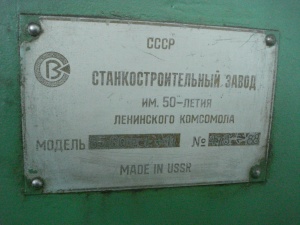 СССР
СТАНКОСТРОИТЕЛЬНЫЙ ЗАВОД
ИМ. 50-ЛЕТИЯ
ЛЕНИНСКОГО КОМСОМОЛА
МОДЕЛЬ №
MADE IN USSR